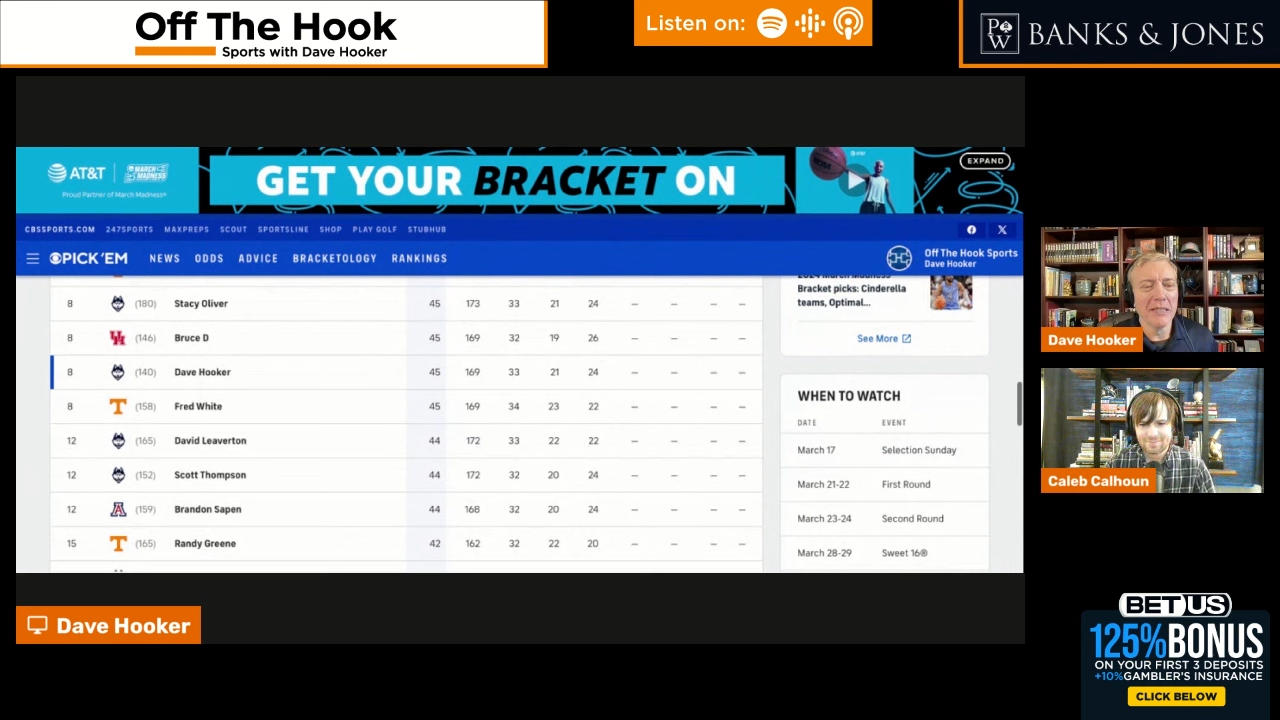 Off The Hook
Sports with Dave Hooker
Listen on:
PW BANKS & JONES
AT&T MARCH MADNESS
Proud Partner of March Madness®
GET YOUR BRACKET ON
EXPAND
CBSSPORTS.COM 247SPORTS MAXPREPS SCOUT SPORTSLINE SHOP PLAY GOLF STUBHUB
PICK'EM NEWS ODDS ADVICE BRACKETOLOGY RANKINGS
Off The Hook Sports
Dave Hooker
8 (180) Stacy Oliver 45 173 33 21 24 – – – –
8 (146) Bruce D 45 169 32 19 26 – – – –
8 (140) Dave Hooker 45 169 33 21 24 – – – –
8 (158) Fred White 45 169 34 23 22 – – – –
12 (165) David Leaverton 44 172 33 22 22 – – – –
12 (152) Scott Thompson 44 172 32 20 24 – – – –
12 (159) Brandon Sapen 44 168 32 20 24 – – – –
15 (165) Randy Greene 42 162 32 22 20 – – – –
2024 March Madness
Bracket picks: Cinderella
teams, Optimal...
See More
WHEN TO WATCH
DATE EVENT
March 17 Selection Sunday
March 21-22 First Round
March 23-24 Second Round
March 28-29 Sweet 16®
Dave Hooker
Caleb Calhoun
Dave Hooker
BETUS
125% BONUS
ON YOUR FIRST 3 DEPOSITS
+10% GAMBLER'S INSURANCE
CLICK BELOW